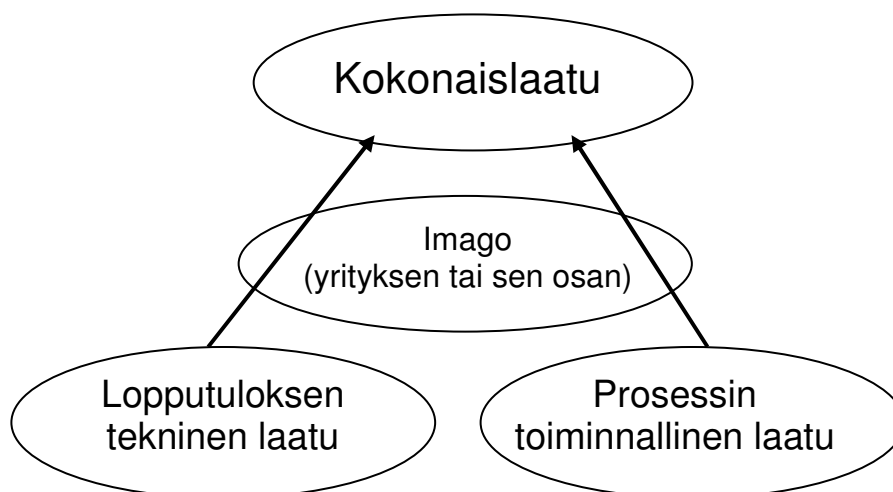 Kokonaislaatu
Imago
(yrityksen tai sen osan)
Lopputuloksen
tekninen laatu
Prosessin
toiminnallinen laatu